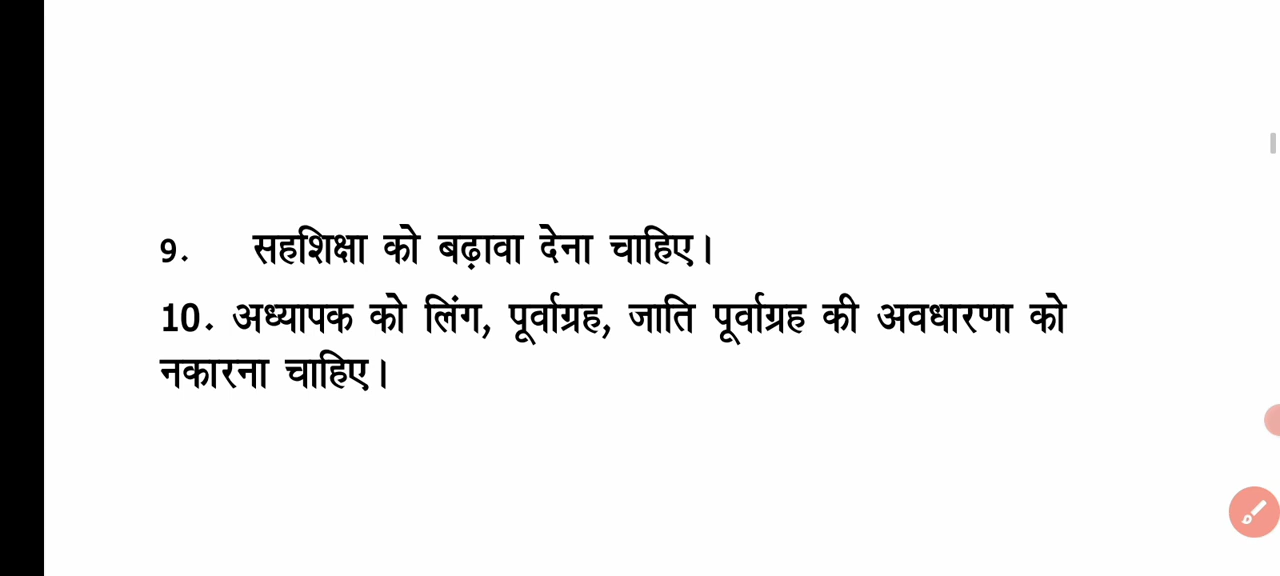 9. सहशिक्षा को बढ़ावा देना चाहिए।
10. अध्यापक को लिंग, पूर्वाग्रह, जाति पूर्वाग्रह की अवधारणा को
नकारना चाहिए।